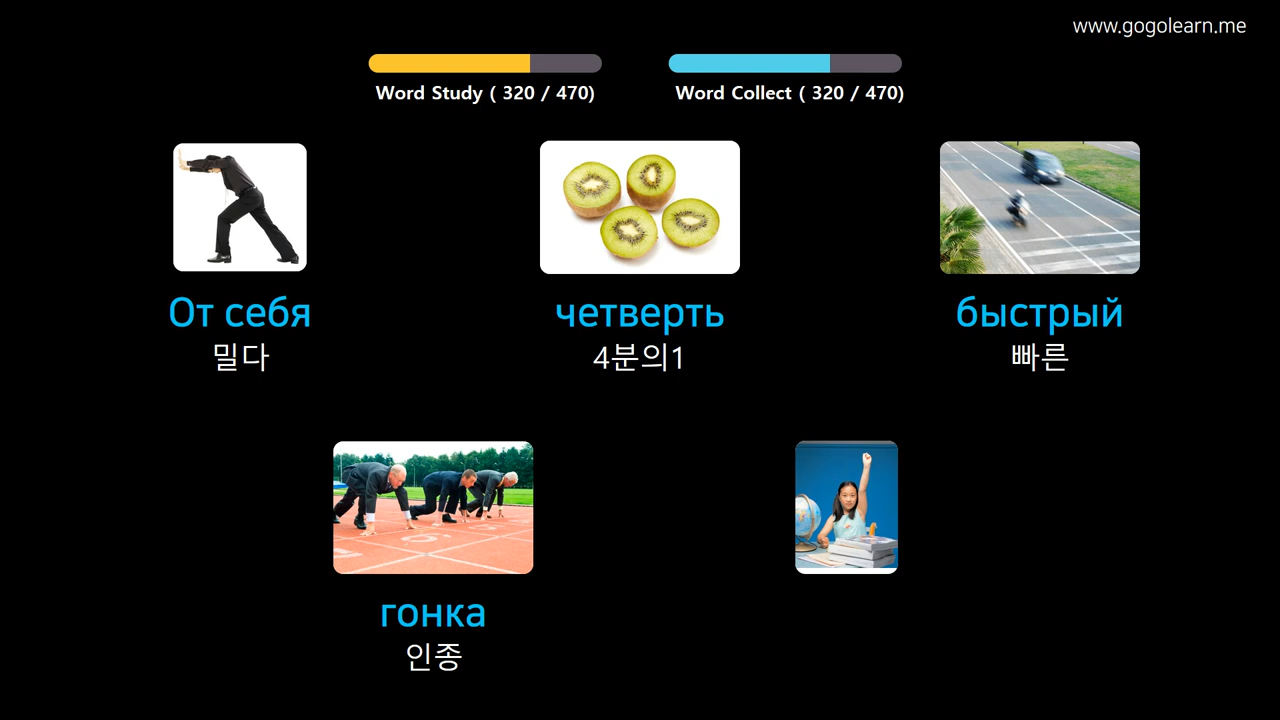 www.gogolearn.me
Word Study ( 320 / 470)
Word Collect ( 320 / 470)
От себя
밀다
четверть
4분의1
быстрый
빠른
гонка
인종